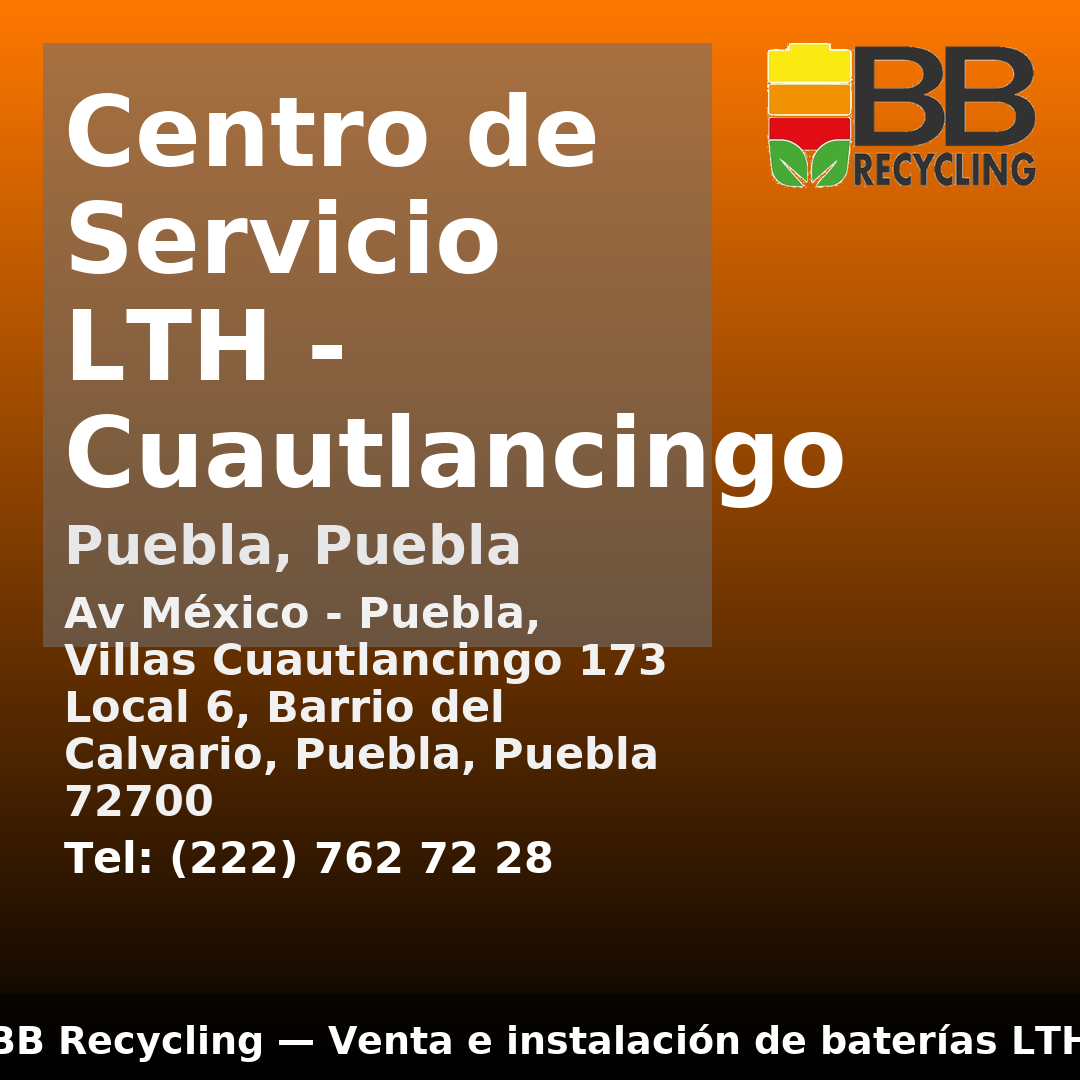 BB
RECYCLING
Centro de
Servicio
LTH -
Cuautlancingo
Puebla, Puebla
Av México - Puebla,
Villas Cuautlancingo 173
Local 6, Barrio del
Calvario, Puebla, Puebla
72700
Tel: (222) 762 72 28
BB Recycling — Venta e instalación de baterías LTH